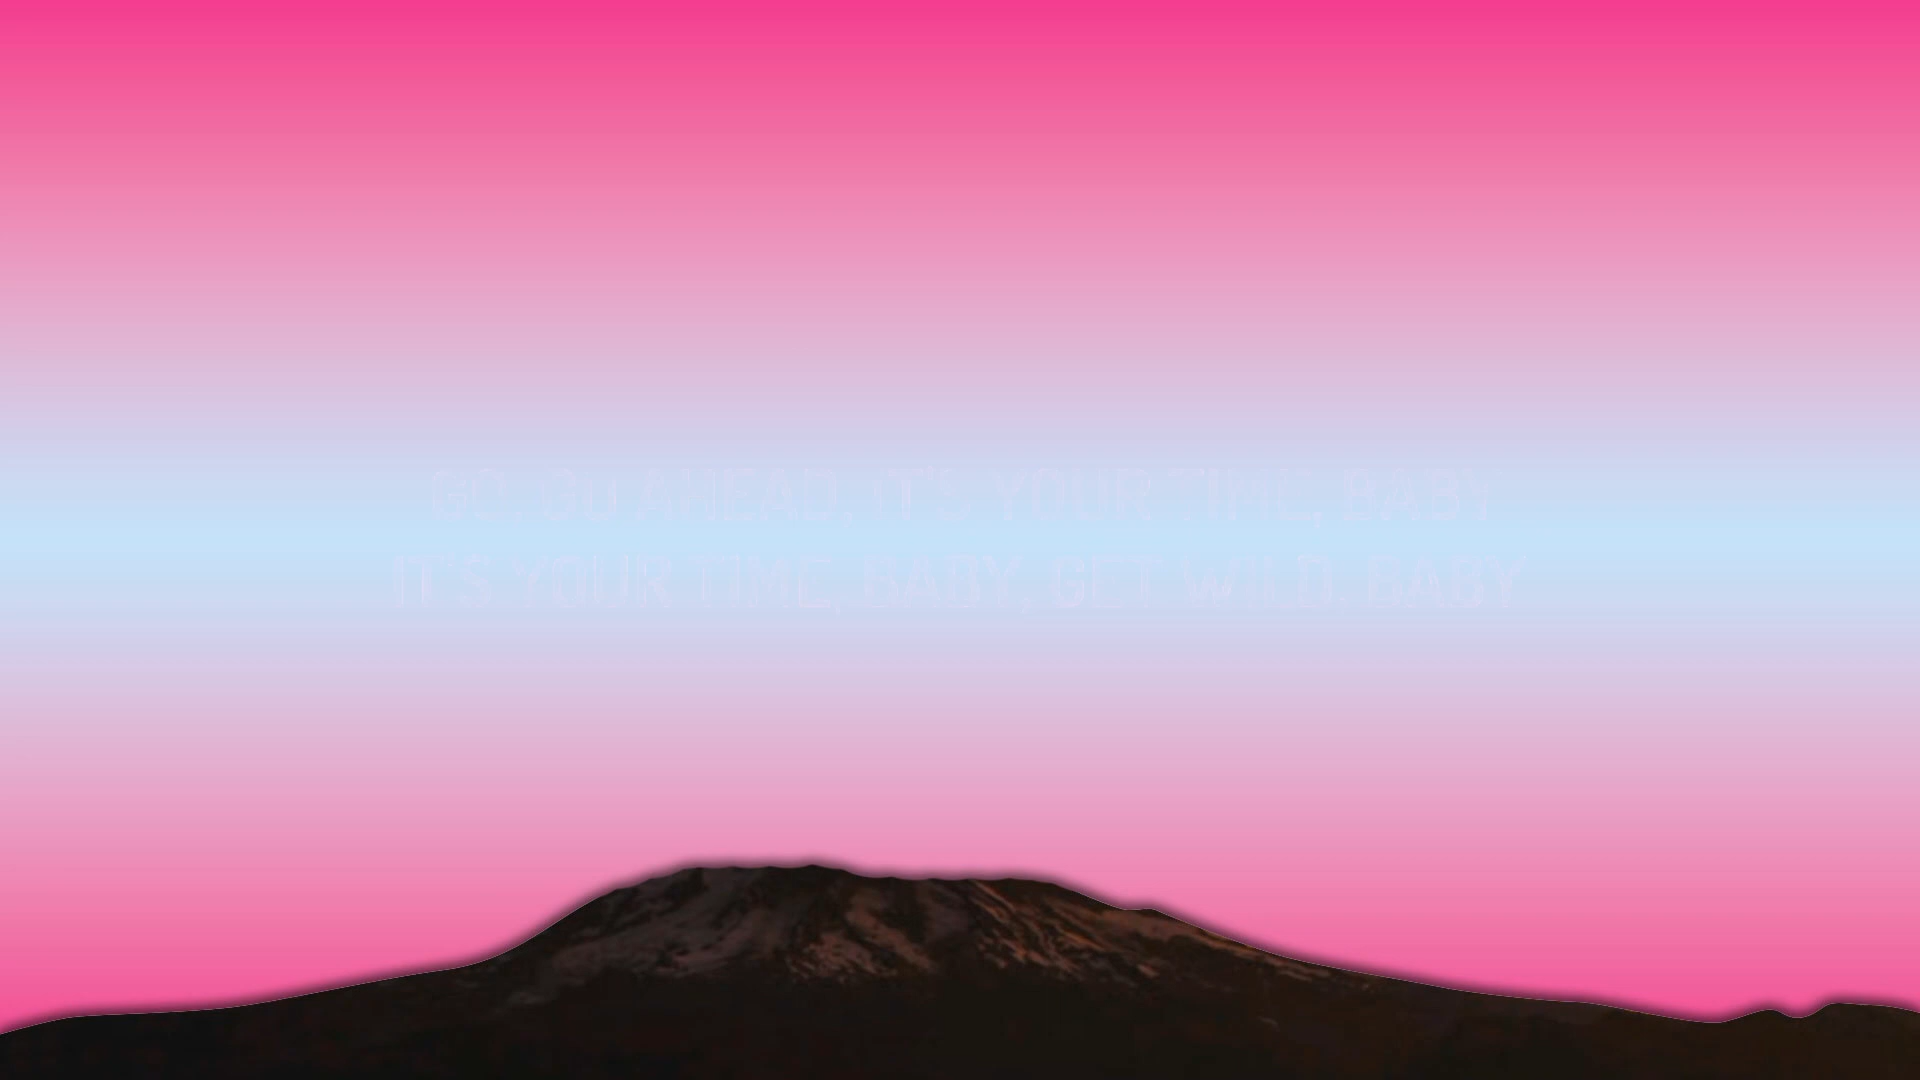 GO, GO AHEAD, IT'S YOUR TIME, BABY
IT'S YOUR TIME, BABY, GET WILD, BABY